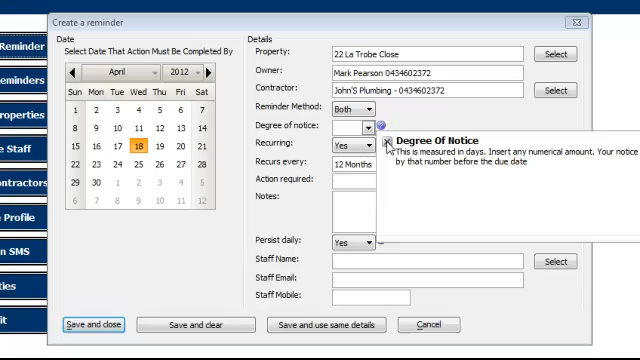 Create a reminder
Reminder
Reminders
roperties
e Staff
ontractors
e Profile
n SMS
ties
it
Date
Select Date That Action Must be Completed By
April 2012
Sun Mon Tue Wed Thu Fri Sat
1 2 3 4 5 6 7
8 9 10 11 12 13 14
15 16 17 18 19 20 21
22 23 24 25 26 27 28
29 30 1 2 3 4 5
6 7 8 9 10 11 12
Details
Property: 22 La Trobe Close Select
Owner: Mark Pearson 0434602372
Contractor: John'S Plumbing - 0434602372 Select
Reminder Method: Both
Degree of notice:
Recurring: Yes
Recurs every: 12 Months
Action required:
Notes:
Degree Of Notice
This is measured in days. Insert any numerical amount. Your notice
by that number before the due date
Persist daily: Yes
Staff Name: Select
Staff Email:
Staff Mobile:
Save and close Save and clear Save and use same details Cancel